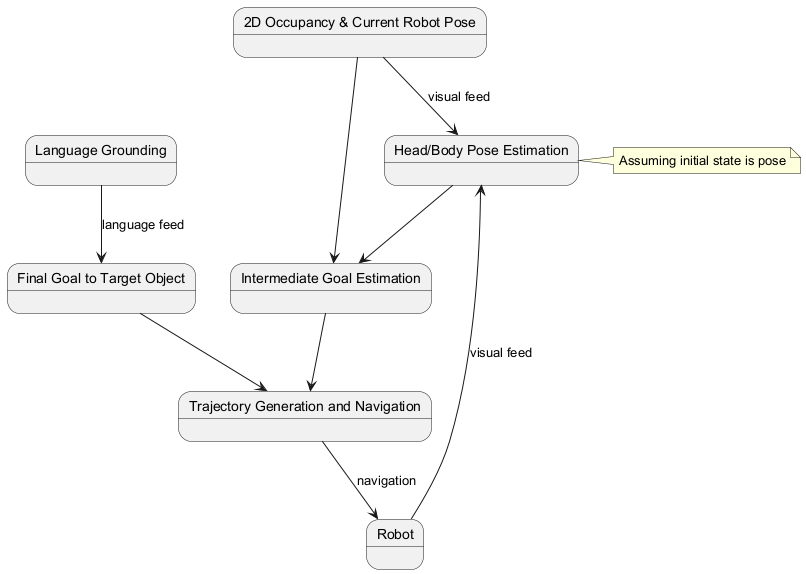 2D Occupancy & Current Robot Pose
visual feed
Language Grounding
Head/Body Pose Estimation
Assuming initial state is pose
language feed
Final Goal to Target Object
Intermediate Goal Estimation
visual feed
Trajectory Generation and Navigation
navigation
Robot